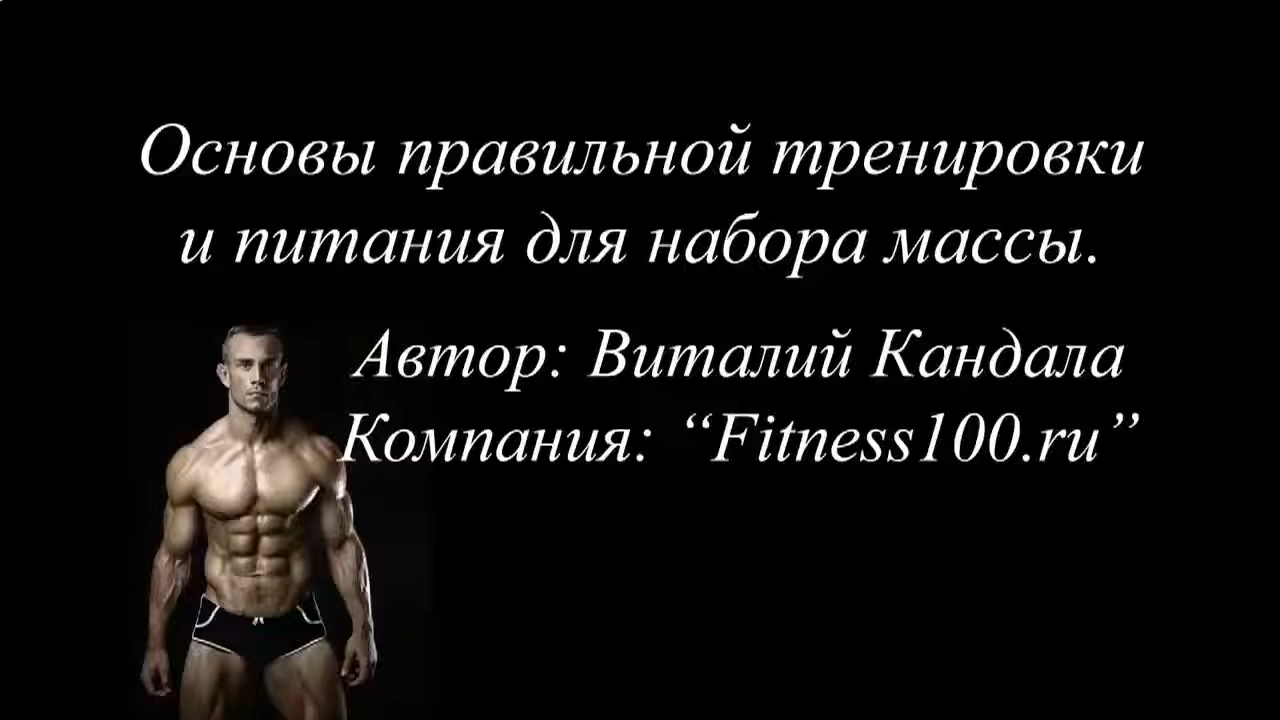 Основы правильной тренировки
и питания для набора массы.
Автор: Виталий Кандала
Компания: “Fitness100.ru”